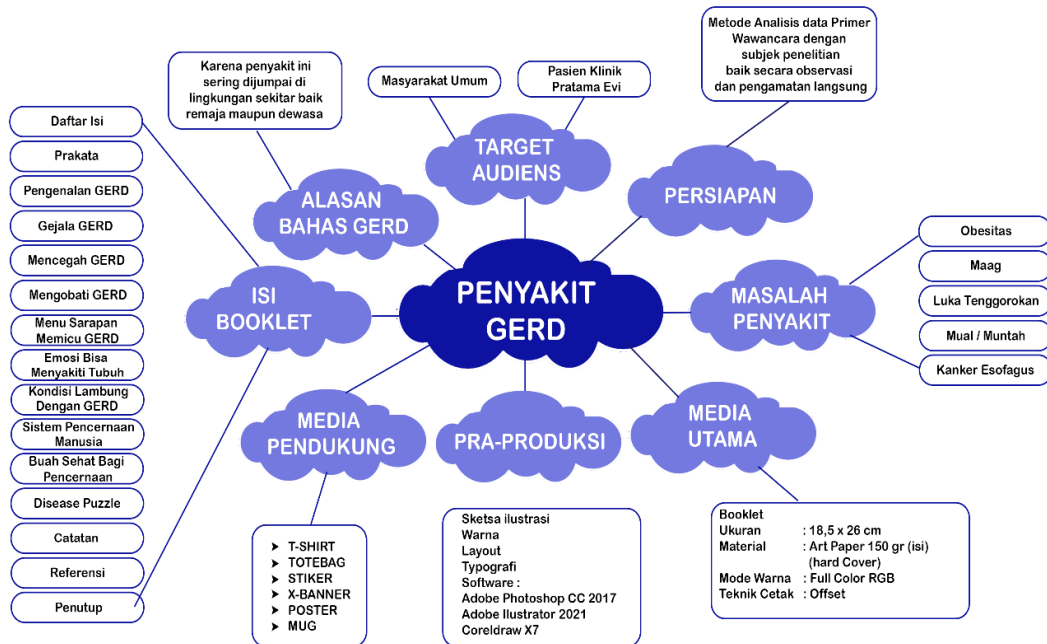 Karena penyakit ini
sering dijumpai di
lingkungan sekitar baik
remaja maupun dewasa
Masyarakat Umum
Pasien Klinik
Pratama Evi
Metode Analisis data Primer
Wawancara dengan
subjek penelitian
baik secara observasi
dan pengamatan langsung
TARGET
AUDIENS
ALASAN
BAHAS GERD
PERSIAPAN
Daftar Isi
Prakata
Pengenalan GERD
Gejala GERD
Mencegah GERD
Mengobati GERD
Menu Sarapan
Memicu GERD
Emosi Bisa
Menyakiti Tubuh
Kondisi Lambung
Dengan GERD
Sistem Pencernaan
Manusia
Buah Sehat Bagi
Pencernaan
Disease Puzzle
Catatan
Referensi
Penutup
ISI
BOOKLET
PENYAKIT
GERD
MASALAH
PENYAKIT
Obesitas
Maag
Luka Tenggorokan
Mual / Muntah
Kanker Esofagus
MEDIA
PENDUKUNG
PRA-PRODUKSI
MEDIA
UTAMA
➤ T-SHIRT
➤ TOTEBAG
➤ STIKER
➤ X-BANNER
➤ POSTER
➤ MUG
Sketsa ilustrasi
Warna
Layout
Typografi
Software :
Adobe Photoshop CC 2017
Adobe Ilustrator 2021
Coreldraw X7
Booklet
Ukuran : 18,5 x 26 cm
Material : Art Paper 150 gr (isi)
(hard Cover)
Mode Warna : Full Color RGB
Teknik Cetak : Offset